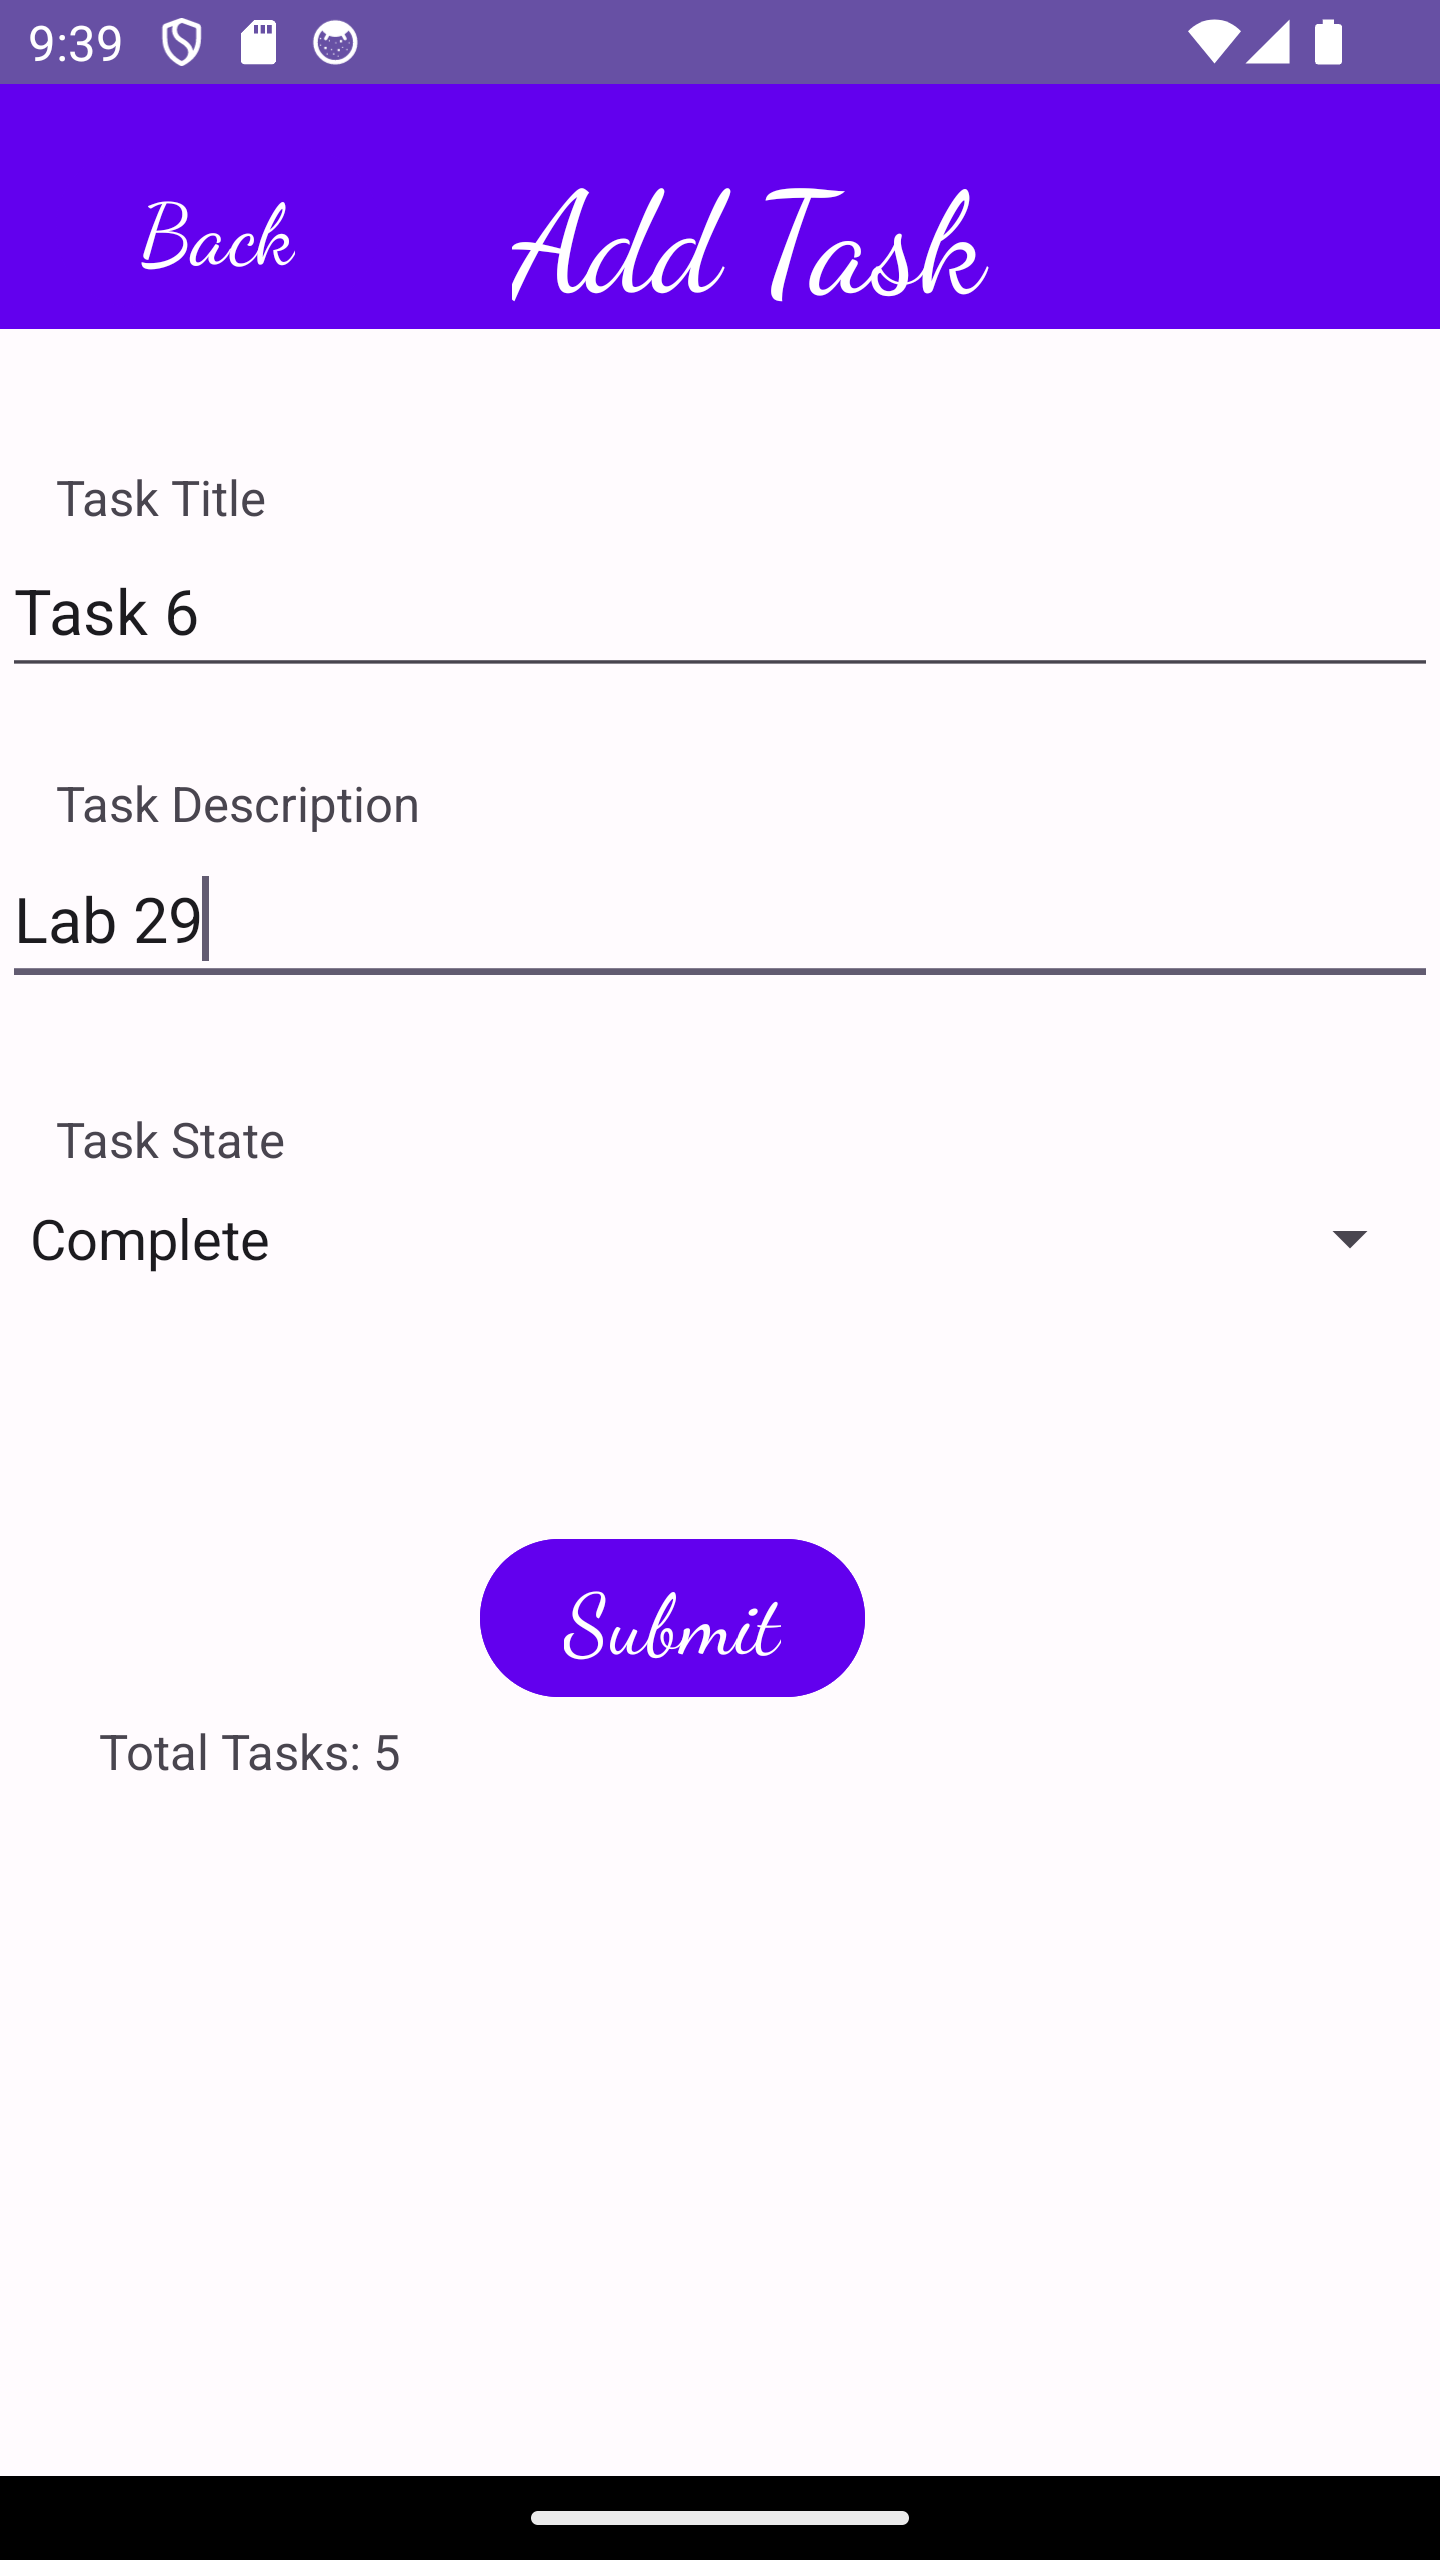 9:39
Back
Add Task
Task Title
Task 6
Task Description
Lab 29
Task State
Complete
Submit
Total Tasks: 5